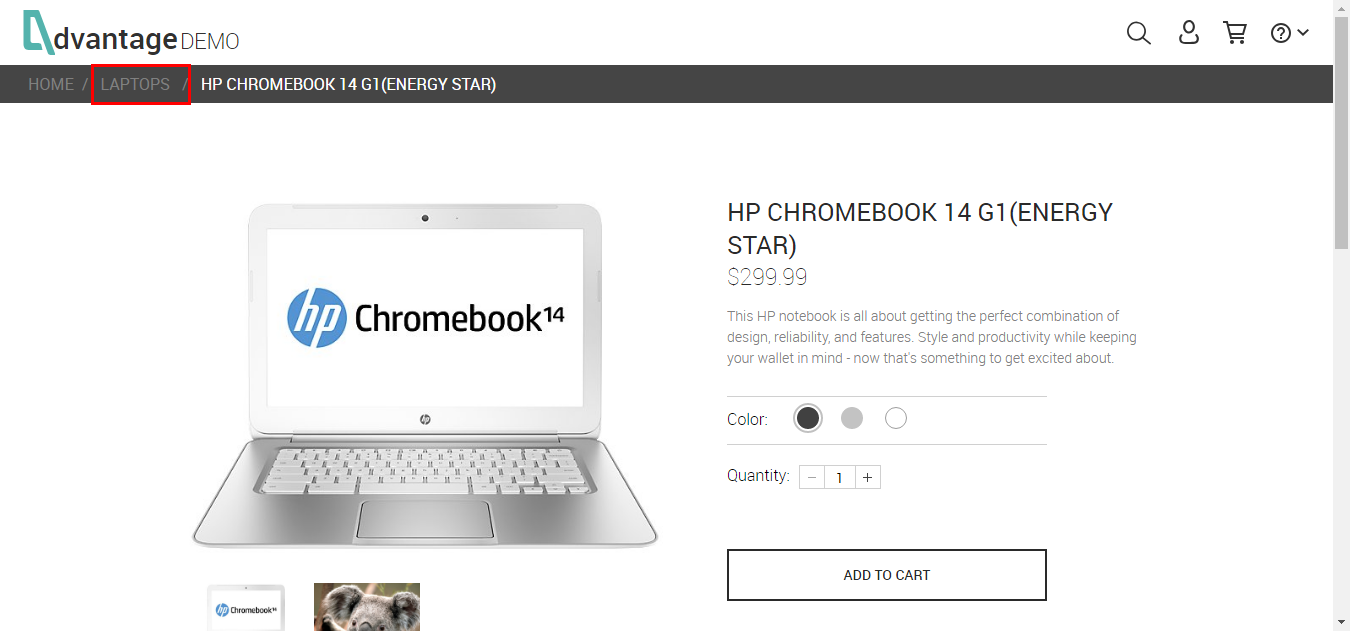 dvantage DEMO
HOME / LAPTOPS / HP CHROMEBOOK 14 G1(ENERGY STAR)
hp Chromebook14
hp
HP CHROMEBOOK 14 G1(ENERGY
STAR)
$299.99
This HP notebook is all about getting the perfect combination of
design, reliability, and features. Style and productivity while keeping
your wallet in mind - now that's something to get excited about.
Color:
Quantity: − 1 +
ADD TO CART
hp Chromebook14